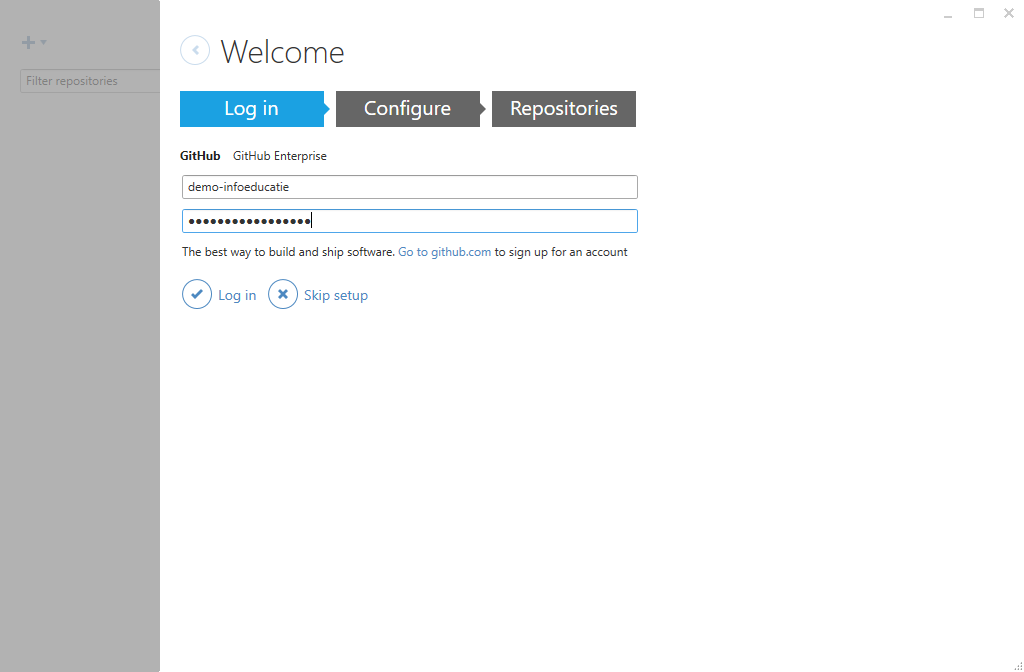 Filter repositories
Welcome
Log in Configure Repositories
GitHub GitHub Enterprise
demo-infoeducatie
●●●●●●●●●●●●●●●●●
The best way to build and ship software. Go to github.com to sign up for an account
Log in Skip setup